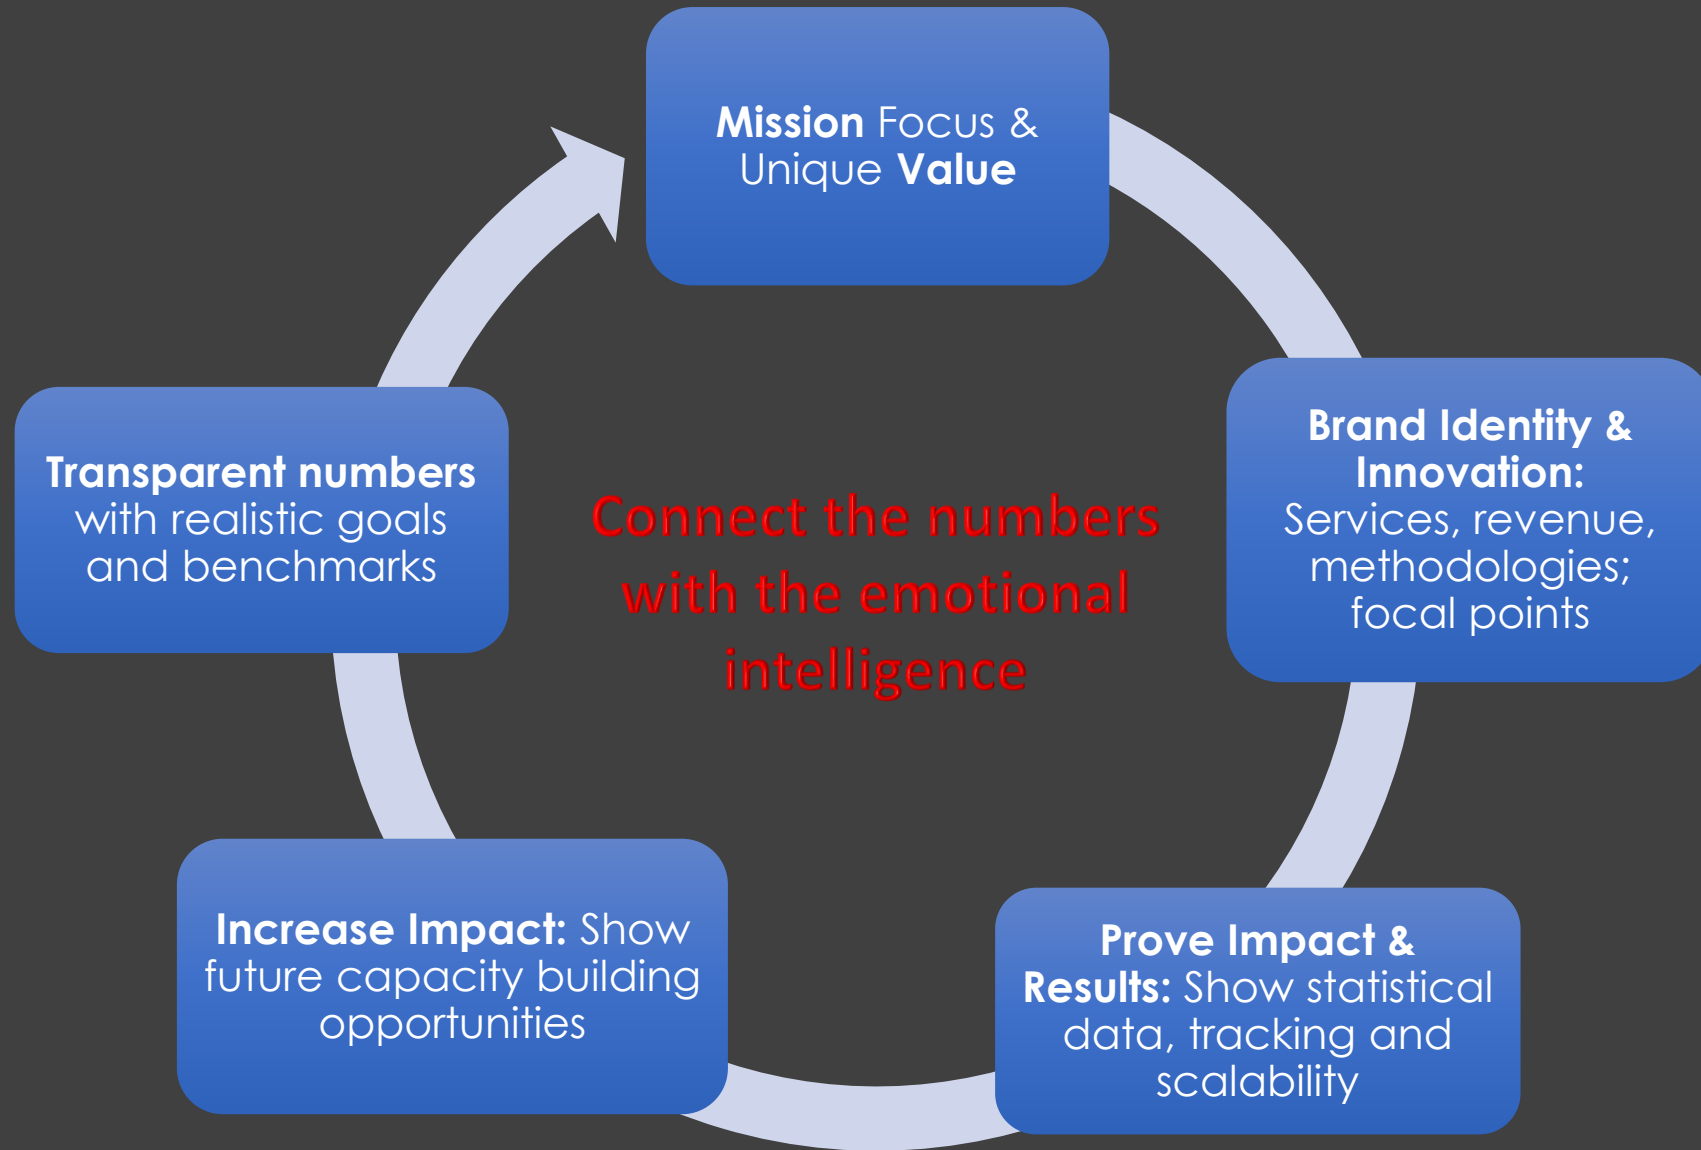 Mission Focus &
Unique Value
Brand Identity &
Innovation:
Services, revenue,
methodologies;
focal points
Prove Impact &
Results: Show statistical
data, tracking and
scalability
Increase Impact: Show
future capacity building
opportunities
Transparent numbers
with realistic goals
and benchmarks
Connect the numbers
with the emotional
intelligence